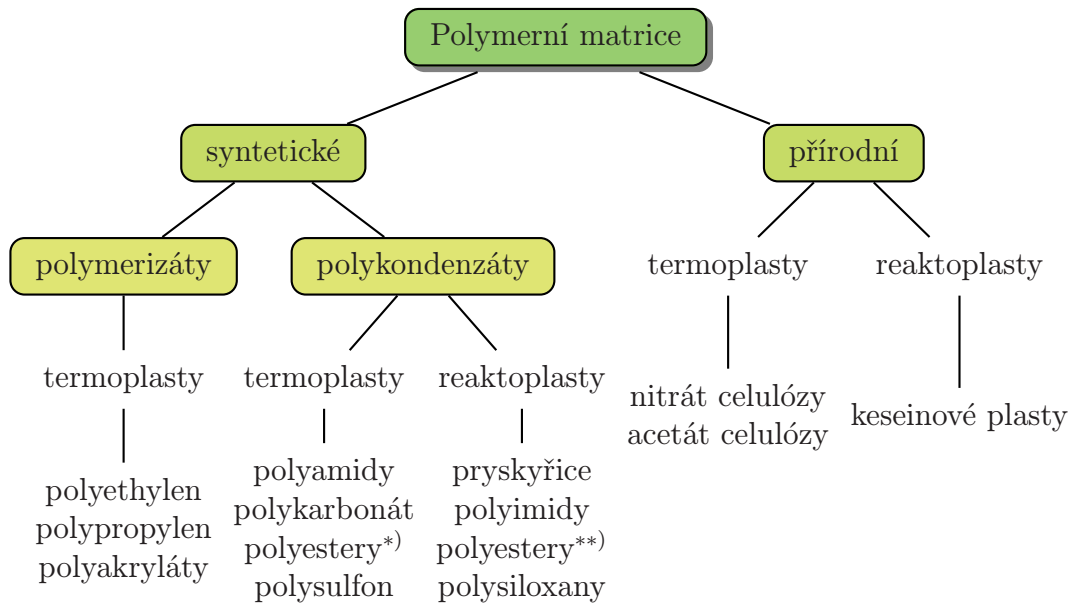 Polymerní matrice
syntetické
přírodní
polymerizáty
polykondenzáty
termoplasty
reaktoplasty
termoplasty
termoplasty
reaktoplasty
nitrát celulózy
acetát celulózy
keseinové plasty
polyethylen
polypropylen
polyakryláty
polyamidy
polykarbonát
polyestery*)
polysulfon
pryskyřice
polyimidy
polyestery**)
polysiloxany